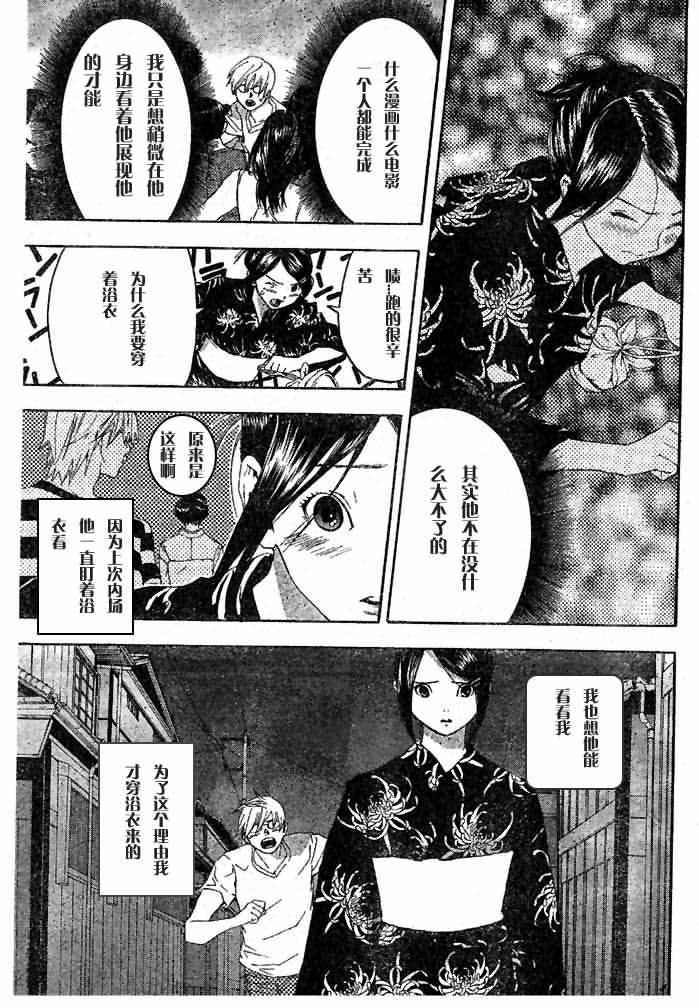 什么漫画什么电影
一个人都能完成
我只是想稍微在他
身边看着他展现他
的才能
啧...跑的很辛
苦
为什么我要穿
着浴衣
其实他不在没什
么大不了的
原来是
这样啊
因为上次内场
他一直盯着浴
衣看
我也想他能
看看我
为了这个理由我
才穿浴衣来的